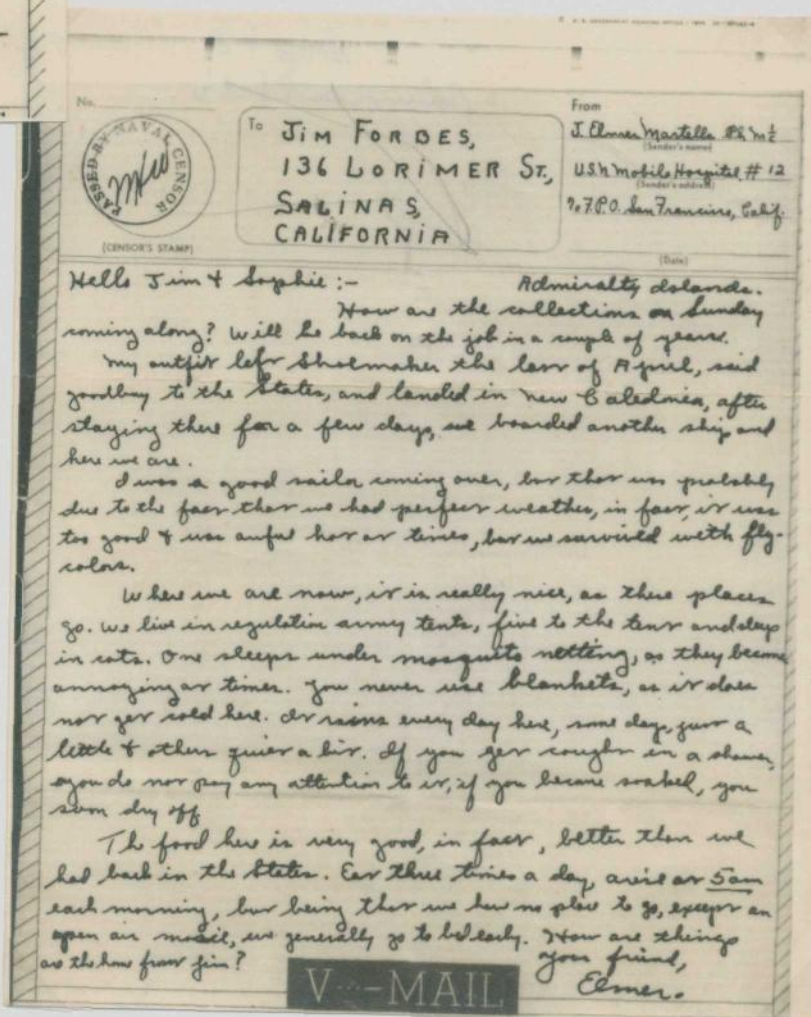 No.
PASSED BY NAVAL CENSOR
(CENSOR'S STAMP)
To JIM FORBES,
136 LORIMER ST.,
SALINAS,
CALIFORNIA
From
J. Elmer Martella Ph M 1/2
(Sender's name)
U.S.N. Mobile Hospital # 12
(Sender's address)
% F.P.O. San Francisco, Calif.
(Date)
Hello Jim & Sophie :- Admiralty Islands.
How are the collections on Sunday
coming along? Will be back on the job in a couple of years.
My outfit left Shoemaker the last of April, said
goodbuy to the States, and landed in New Caledonia, after
staying there for a few days, we boarded another ship and
here we are.
I was a good sailor coming over, but that was probably
due to the fact that we had perfect weather, in fact, it was
too good & was awful hot at times, but we survived with fly-
colors.
Where we are now, it is really nice, as these places
go. We live in regulation army tents, five to the tent and sleep
in cots. One sleeps under mosquito netting, as they become
annoying at times. You never use blankets, as it does
not get cold here. It rains every day here, some days, just a
little & others quiet a bit. If you get caught in a shower,
you do not pay any attention to it, if you became soaked, you
soon dry off
The food here is very good, in fact, better than we
had back in the States. Eat three times a day, arise at 5am
each morning, but being that we have no place to go, except an
open air movie, we generally go to bed early. How are things
on the home front Jim?
Your friend,
Elmer.
V···—MAIL